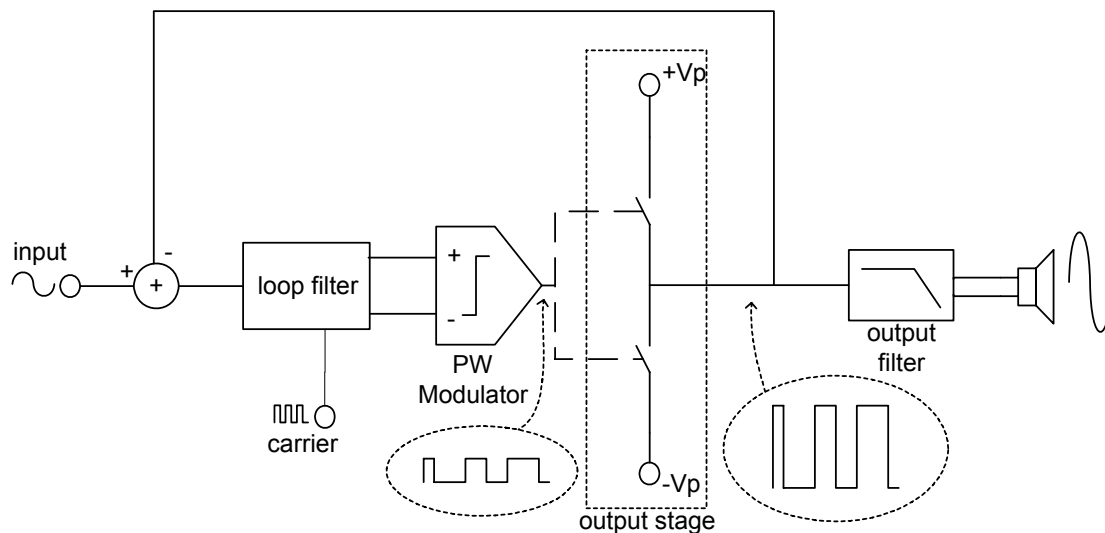 +Vp
-
input
+
+
loop filter
+
-
PW
Modulator
carrier
output
filter
-Vp
output stage